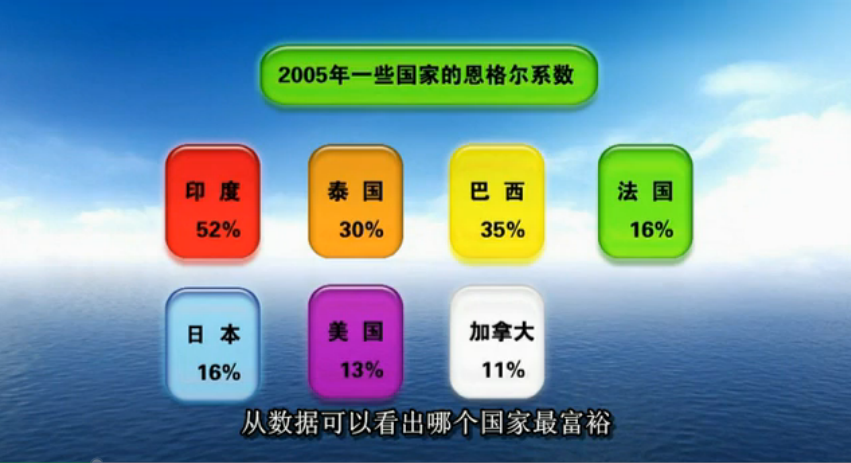 2005年一些国家的恩格尔系数
印度
52%
泰国
30%
巴西
35%
法国
16%
日本
16%
美国
13%
加拿大
11%
从数据可以看出哪个国家最富裕